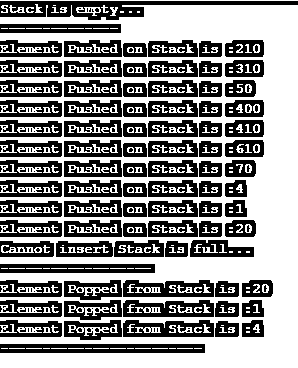 Stack is empty...
---------------
Element Pushed on Stack is :210
Element Pushed on Stack is :310
Element Pushed on Stack is :50
Element Pushed on Stack is :400
Element Pushed on Stack is :410
Element Pushed on Stack is :610
Element Pushed on Stack is :70
Element Pushed on Stack is :4
Element Pushed on Stack is :1
Element Pushed on Stack is :20
Cannot insert Stack is full...
-------------------
Element Popped from Stack is :20
Element Popped from Stack is :1
Element Popped from Stack is :4
-------------------------